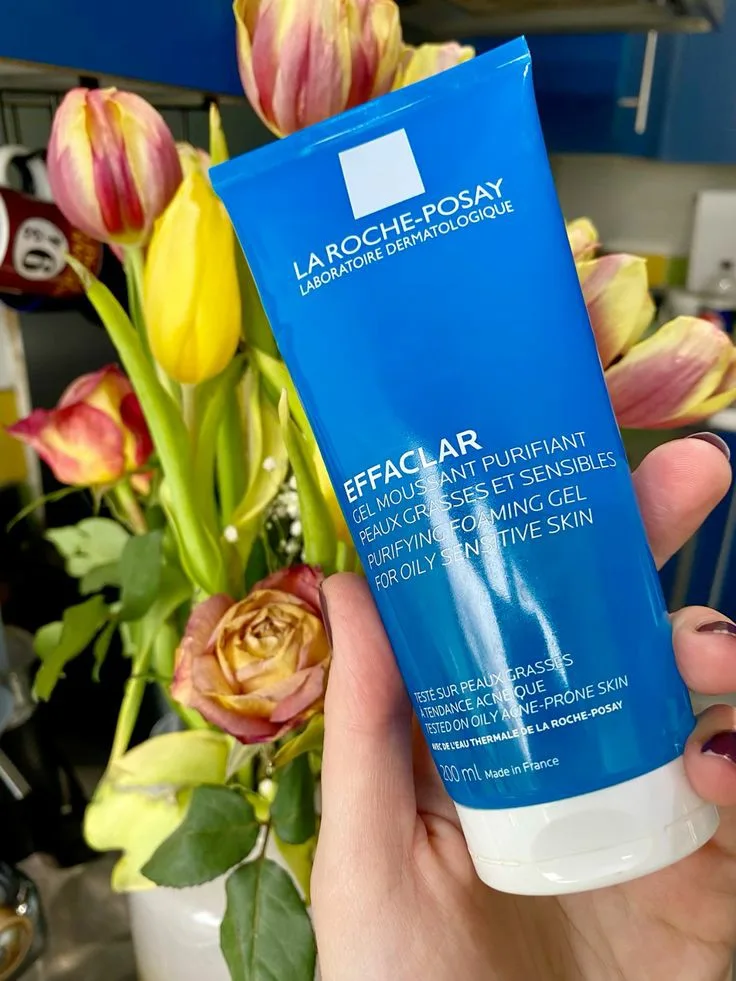 LA ROCHE-POSAY
LABORATOIRE DERMATOLOGIQUE
EFFACLAR
GEL MOUSSANT PURIFIANT
PEAUX GRASSES ET SENSIBLES
PURIFYING FOAMING GEL
FOR OILY SENSITIVE SKIN
TESTÉ SUR PEAUX GRASSES
À TENDANCE ACNÉIQUE
TESTED ON OILY ACNE-PRONE SKIN
AVEC DE L'EAU THERMALE DE LA ROCHE-POSAY
200 ml Made in France